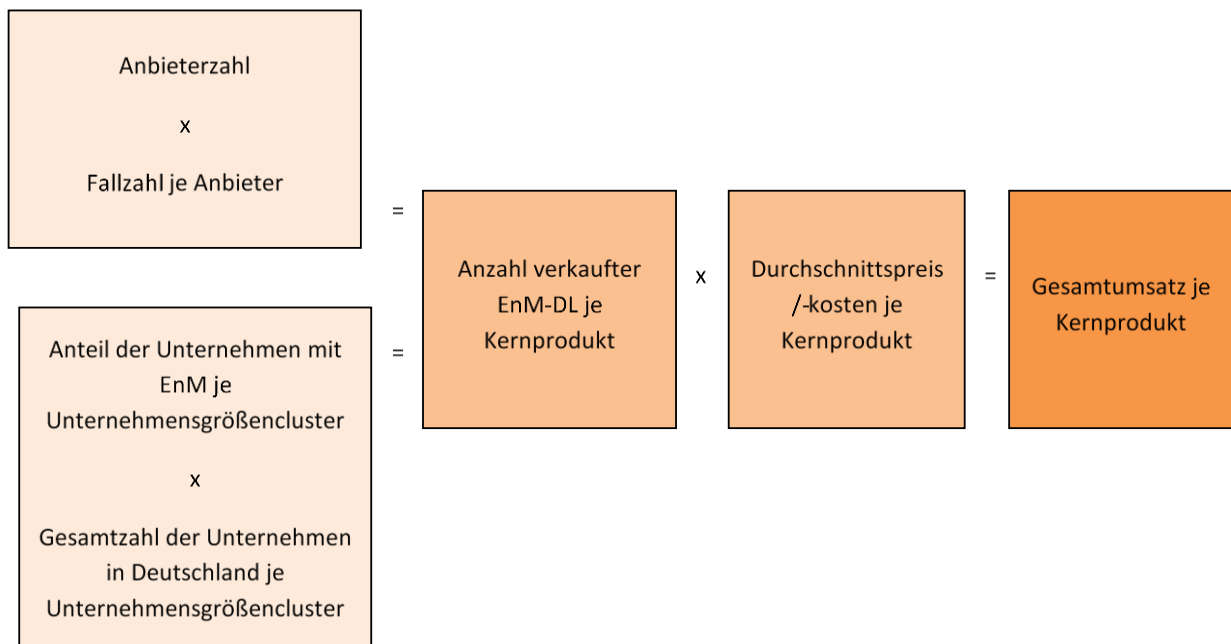 Anbieterzahl
x
Fallzahl je Anbieter
=
Anteil der Unternehmen mit
EnM je
Unternehmensgrößencluster
x
Gesamtzahl der Unternehmen
in Deutschland je
Unternehmensgrößencluster
=
Anzahl verkaufter
EnM-DL je
Kernprodukt
x
Durchschnittspreis
/-kosten je
Kernprodukt
=
Gesamtumsatz je
Kernprodukt